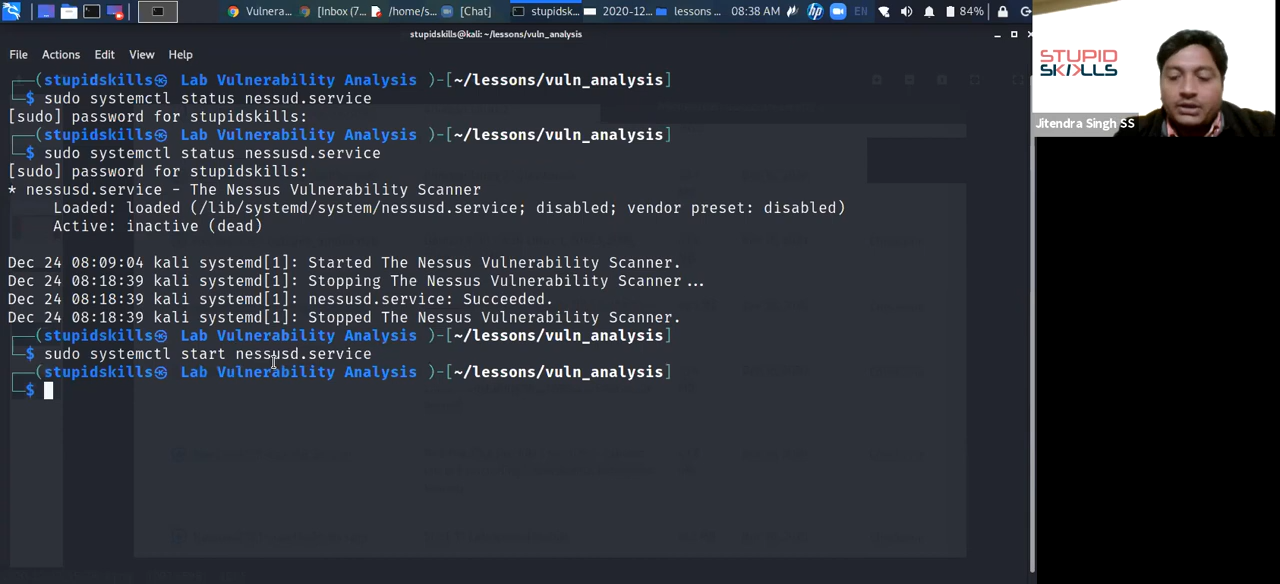 Vulnera...
[Inbox (7...
/home/s...
[Chat]
stupidsk...
2020-12...
lessons ...
08:38 AM
EN
84%
stupidskills@kali: ~/lessons/vuln_analysis
File Actions Edit View Help
┌──(stupidskills㉿ Lab Vulnerability Analysis )-[~/lessons/vuln_analysis]
└─$ sudo systemctl status nessud.service
[sudo] password for stupidskills:
┌──(stupidskills㉿ Lab Vulnerability Analysis )-[~/lessons/vuln_analysis]
└─$ sudo systemctl status nessusd.service
[sudo] password for stupidskills:
* nessusd.service - The Nessus Vulnerability Scanner
Loaded: loaded (/lib/systemd/system/nessusd.service; disabled; vendor preset: disabled)
Active: inactive (dead)
Dec 24 08:09:04 kali systemd[1]: Started The Nessus Vulnerability Scanner.
Dec 24 08:18:39 kali systemd[1]: Stopping The Nessus Vulnerability Scanner...
Dec 24 08:18:39 kali systemd[1]: nessusd.service: Succeeded.
Dec 24 08:18:39 kali systemd[1]: Stopped The Nessus Vulnerability Scanner.
┌──(stupidskills㉿ Lab Vulnerability Analysis )-[~/lessons/vuln_analysis]
└─$ sudo systemctl start nessusd.service
┌──(stupidskills㉿ Lab Vulnerability Analysis )-[~/lessons/vuln_analysis]
└─$
STUPID
SKILLS
Jitendra Singh SS